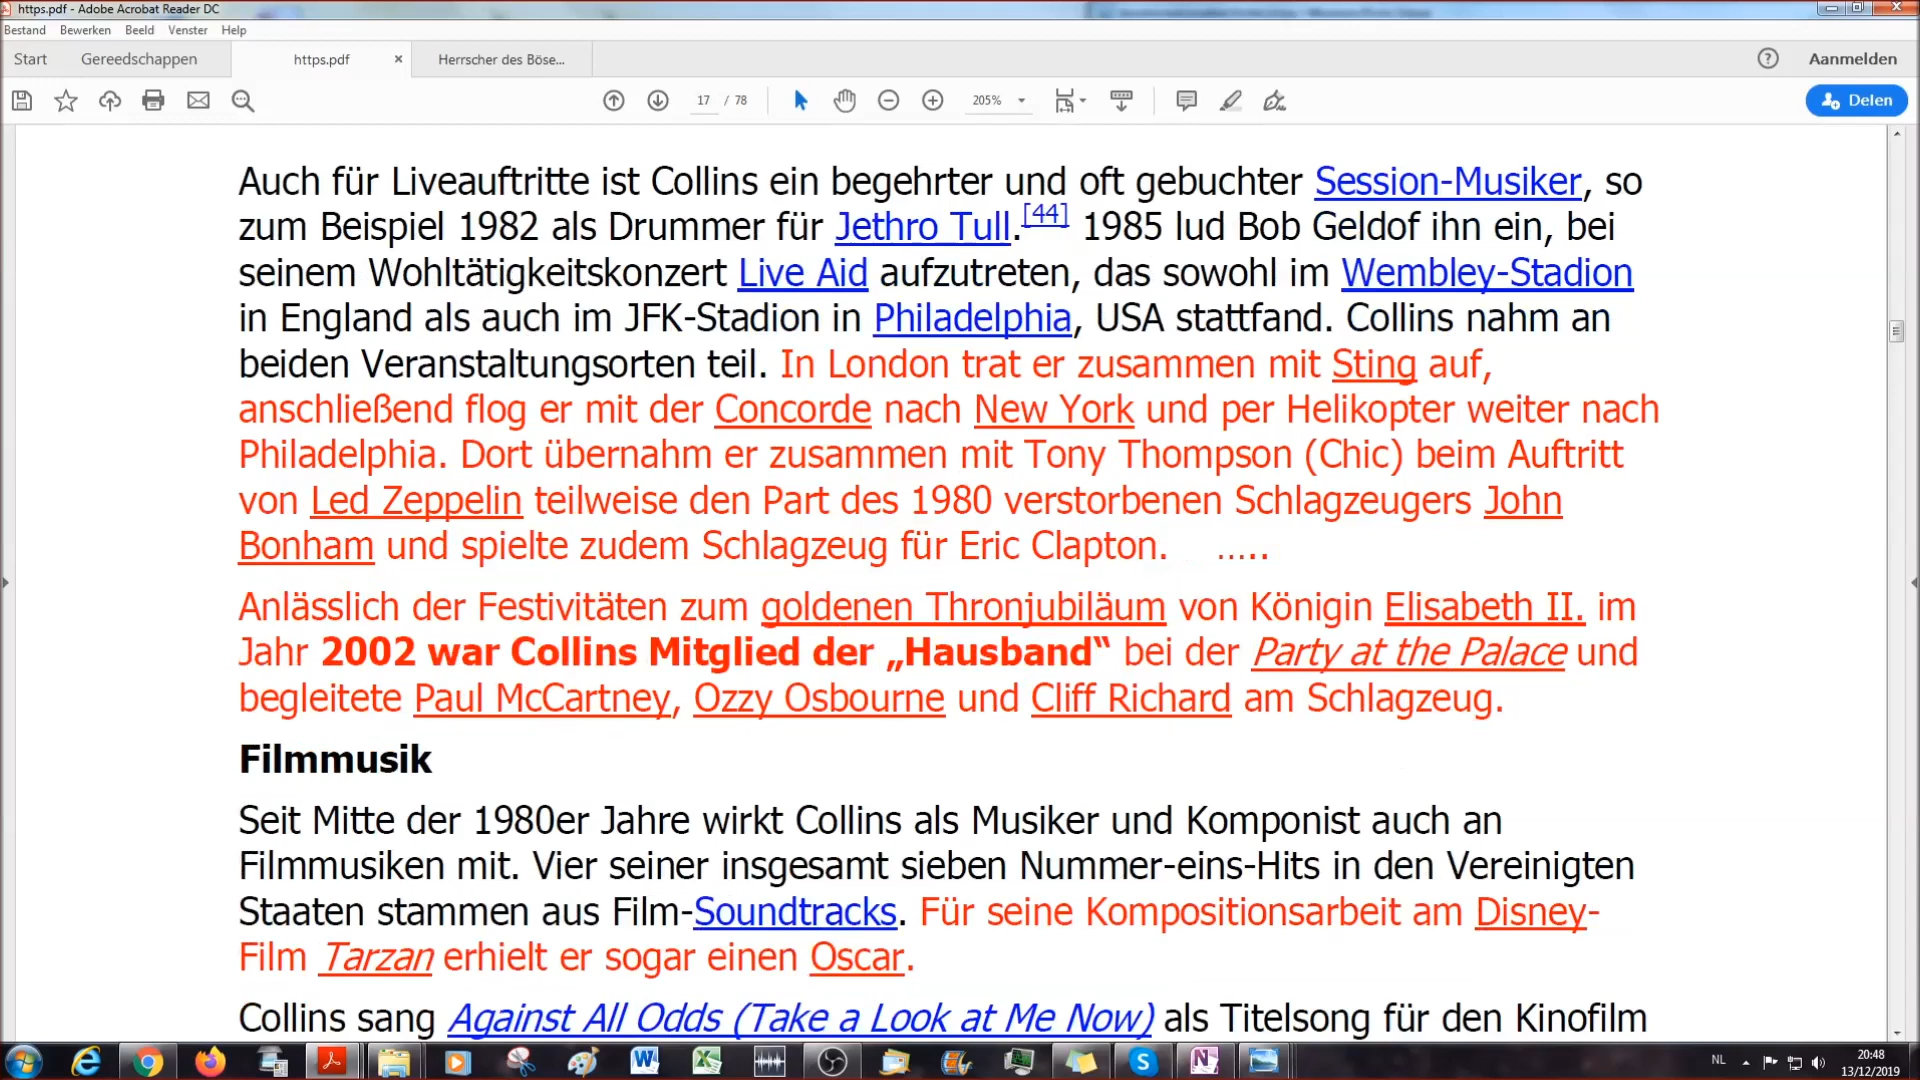 https.pdf - Adobe Acrobat Reader DC
Bestand Bewerken Beeld Venster Help
Start Gereedschappen https.pdf × Herrscher des Böse... ? Aanmelden
17 / 78 205% Delen
Auch für Liveauftritte ist Collins ein begehrter und oft gebuchter Session-Musiker, so
zum Beispiel 1982 als Drummer für Jethro Tull.[44] 1985 lud Bob Geldof ihn ein, bei
seinem Wohltätigkeitskonzert Live Aid aufzutreten, das sowohl im Wembley-Stadion
in England als auch im JFK-Stadion in Philadelphia, USA stattfand. Collins nahm an
beiden Veranstaltungsorten teil. In London trat er zusammen mit Sting auf,
anschließend flog er mit der Concorde nach New York und per Helikopter weiter nach
Philadelphia. Dort übernahm er zusammen mit Tony Thompson (Chic) beim Auftritt
von Led Zeppelin teilweise den Part des 1980 verstorbenen Schlagzeugers John
Bonham und spielte zudem Schlagzeug für Eric Clapton. …..
Anlässlich der Festivitäten zum goldenen Thronjubiläum von Königin Elisabeth II. im
Jahr 2002 war Collins Mitglied der „Hausband“ bei der Party at the Palace und
begleitete Paul McCartney, Ozzy Osbourne und Cliff Richard am Schlagzeug.
Filmmusik
Seit Mitte der 1980er Jahre wirkt Collins als Musiker und Komponist auch an
Filmmusiken mit. Vier seiner insgesamt sieben Nummer-eins-Hits in den Vereinigten
Staaten stammen aus Film-Soundtracks. Für seine Kompositionsarbeit am Disney-
Film Tarzan erhielt er sogar einen Oscar.
Collins sang Against All Odds (Take a Look at Me Now) als Titelsong für den Kinofilm
NL 20:48
13/12/2019